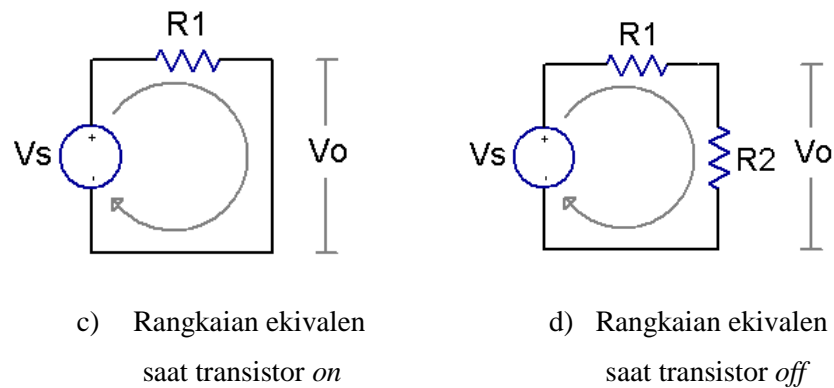 R1
+
Vs
-
Vo
R1
+
Vs
-
R2
Vo
c) Rangkaian ekivalen
saat transistor on
d) Rangkaian ekivalen
saat transistor off